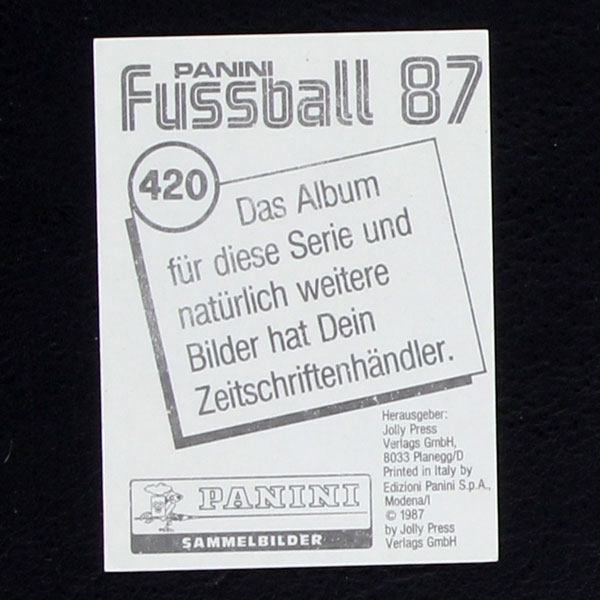 PANINI
Fussball 87
420
Das Album
für diese Serie und
natürlich weitere
Bilder hat Dein
Zeitschriftenhändler.
Herausgeber:
Jolly Press
Verlags GmbH,
8033 Planegg/D
Printed in Italy by
Edizioni Panini S.p.A.,
Modena/I
© 1987
by Jolly Press
Verlags GmbH
PANINI
SAMMELBILDER